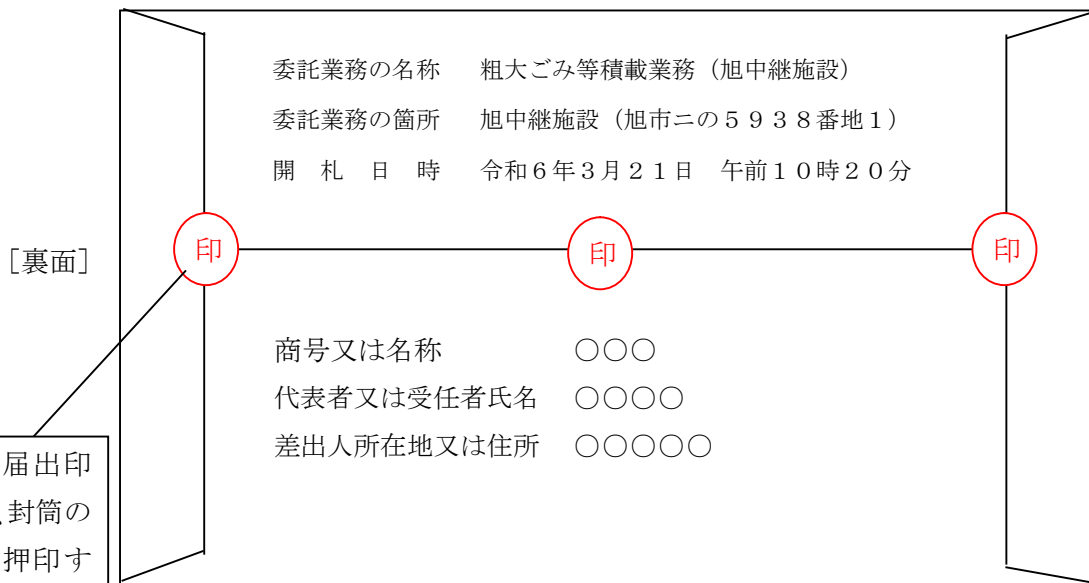 委託業務の名称　粗大ごみ等積載業務（旭中継施設）
委託業務の箇所　旭中継施設（旭市ニの５９３８番地１）
開　札　日　時　令和６年３月２１日　午前１０時２０分
印　印　印
［裏面］
商号又は名称　○○○
代表者又は受任者氏名　○○○○
差出人所在地又は住所　○○○○○
届出印
封筒の
押印す